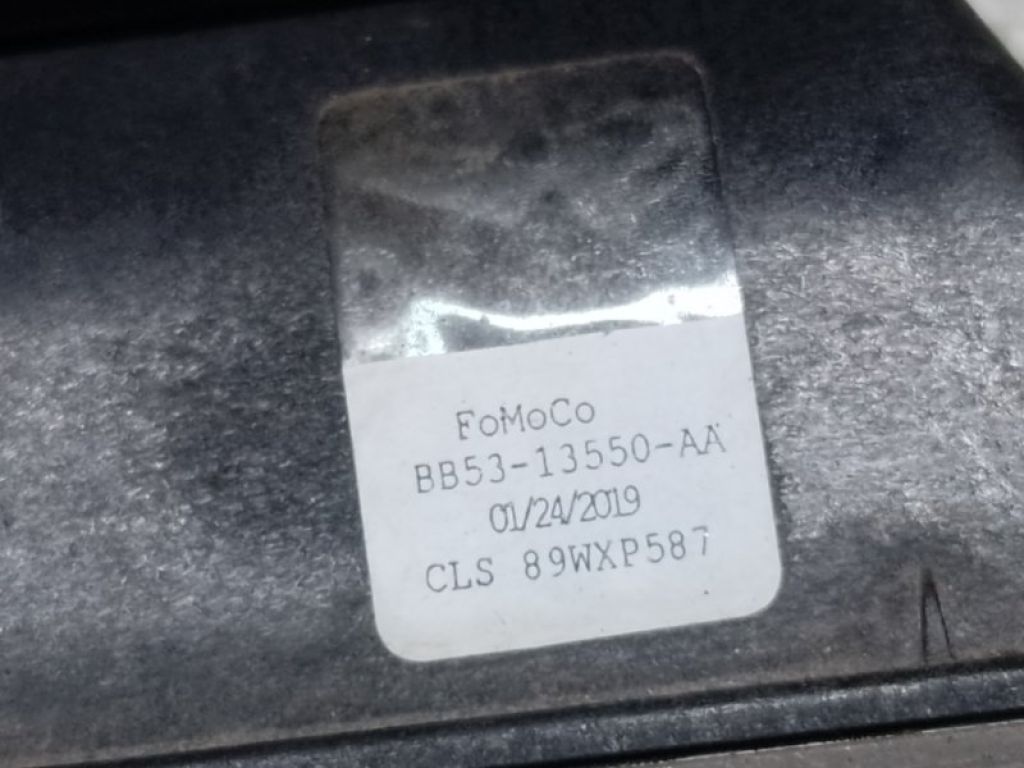 FoMoCo
BB53-13550-AA
01/24/2019
CLS 89WXP587